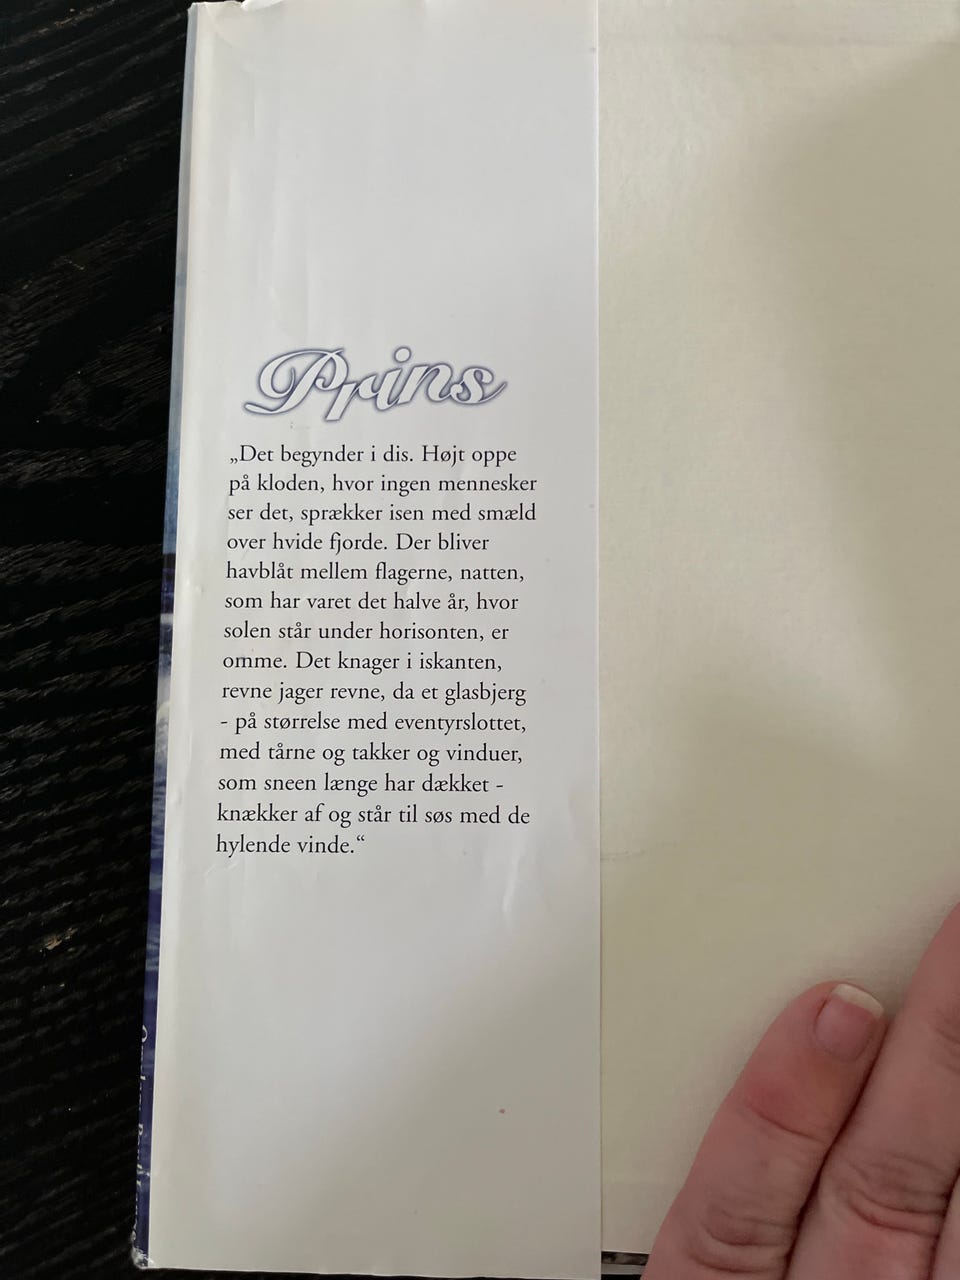 Prins
„Det begynder i dis. Højt oppe
på kloden, hvor ingen mennesker
ser det, sprækker isen med smæld
over hvide fjorde. Der bliver
havblåt mellem flagerne, natten,
som har varet det halve år, hvor
solen står under horisonten, er
omme. Det knager i iskanten,
revne jager revne, da et glasbjerg
- på størrelse med eventyrslottet,
med tårne og takker og vinduer,
som sneen længe har dækket -
knækker af og står til søs med de
hylende vinde.“